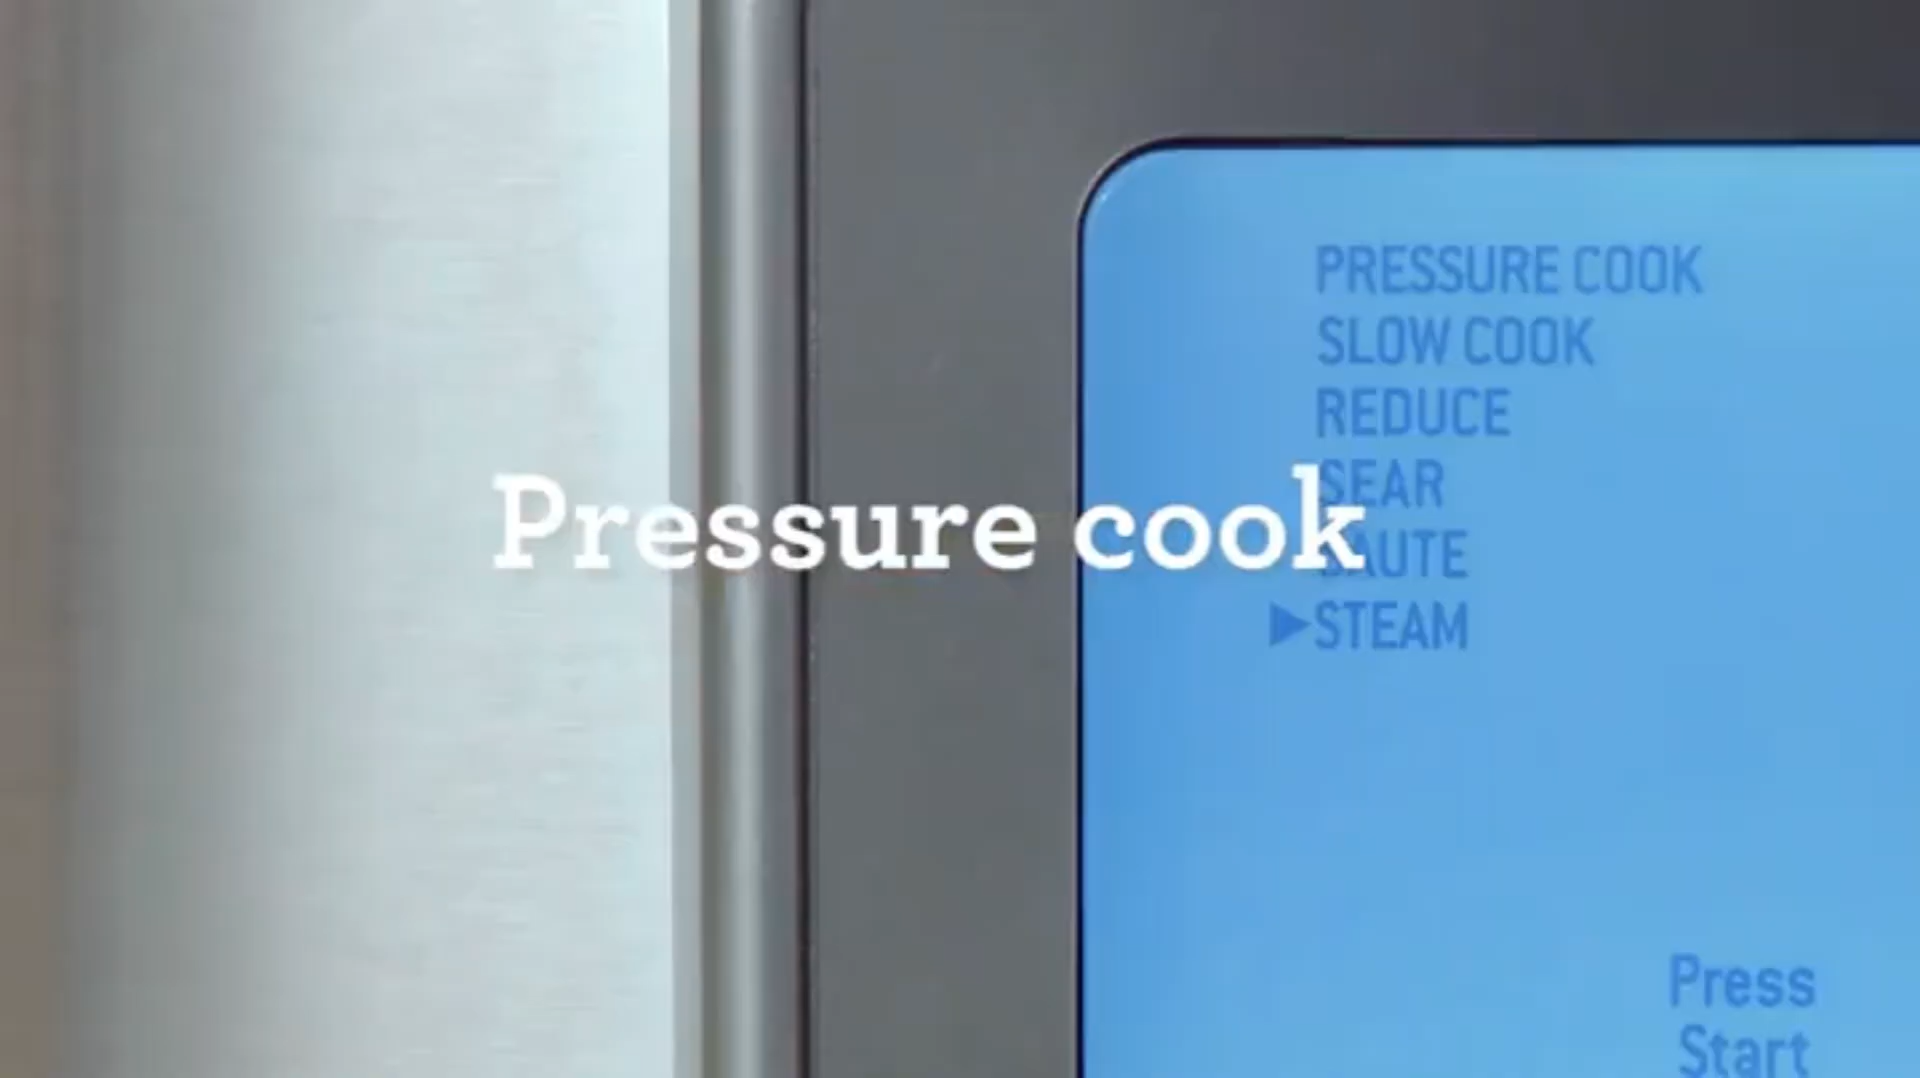 PRESSURE COOK
SLOW COOK
REDUCE
SEAR
Pressure cook
SAUTE
▶STEAM
Press
Start